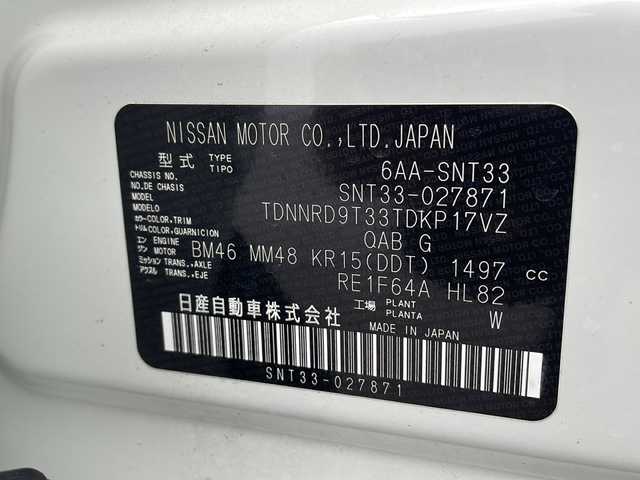 NISSAN MOTOR CO.,LTD.JAPAN
型式 TYPE TIPO 6AA-SNT33
CHASSIS NO. NO.DE CHASIS SNT33-027871
MODEL MODELO TDNNRD9T33TDKP17VZ
カラー COLOR,TRIM トリム COLOR,GUARNICION QAB G
エン ENGINE ジン MOTOR BM46 MM48 KR15(DDT) 1497 cc
ミッション TRANS.,AXLE アクスル TRANS.,EJE RE1F64A HL82
日産自動車株式会社 工場 PLANT PLANTA W
MADE IN JAPAN
SNT33-027871